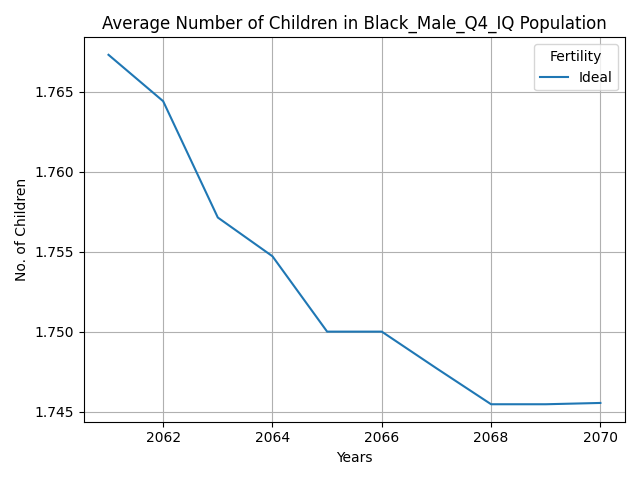 Average Number of Children in Black_Male_Q4_IQ Population
Fertility
Ideal
1.765
1.760
1.755
1.750
1.745
No. of Children
2062 2064 2066 2068 2070
Years